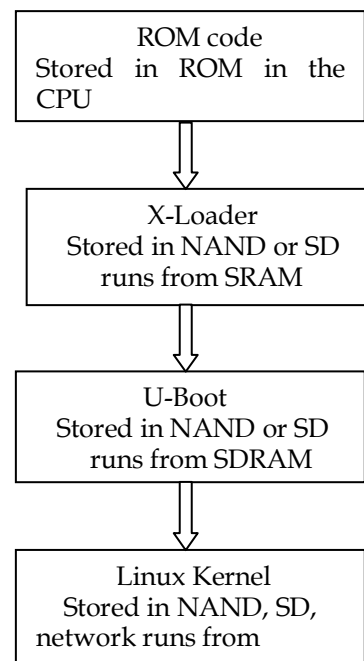 ROM code
Stored in ROM in the
CPU
X-Loader
Stored in NAND or SD
runs from SRAM
U-Boot
Stored in NAND or SD
runs from SDRAM
Linux Kernel
Stored in NAND, SD,
network runs from